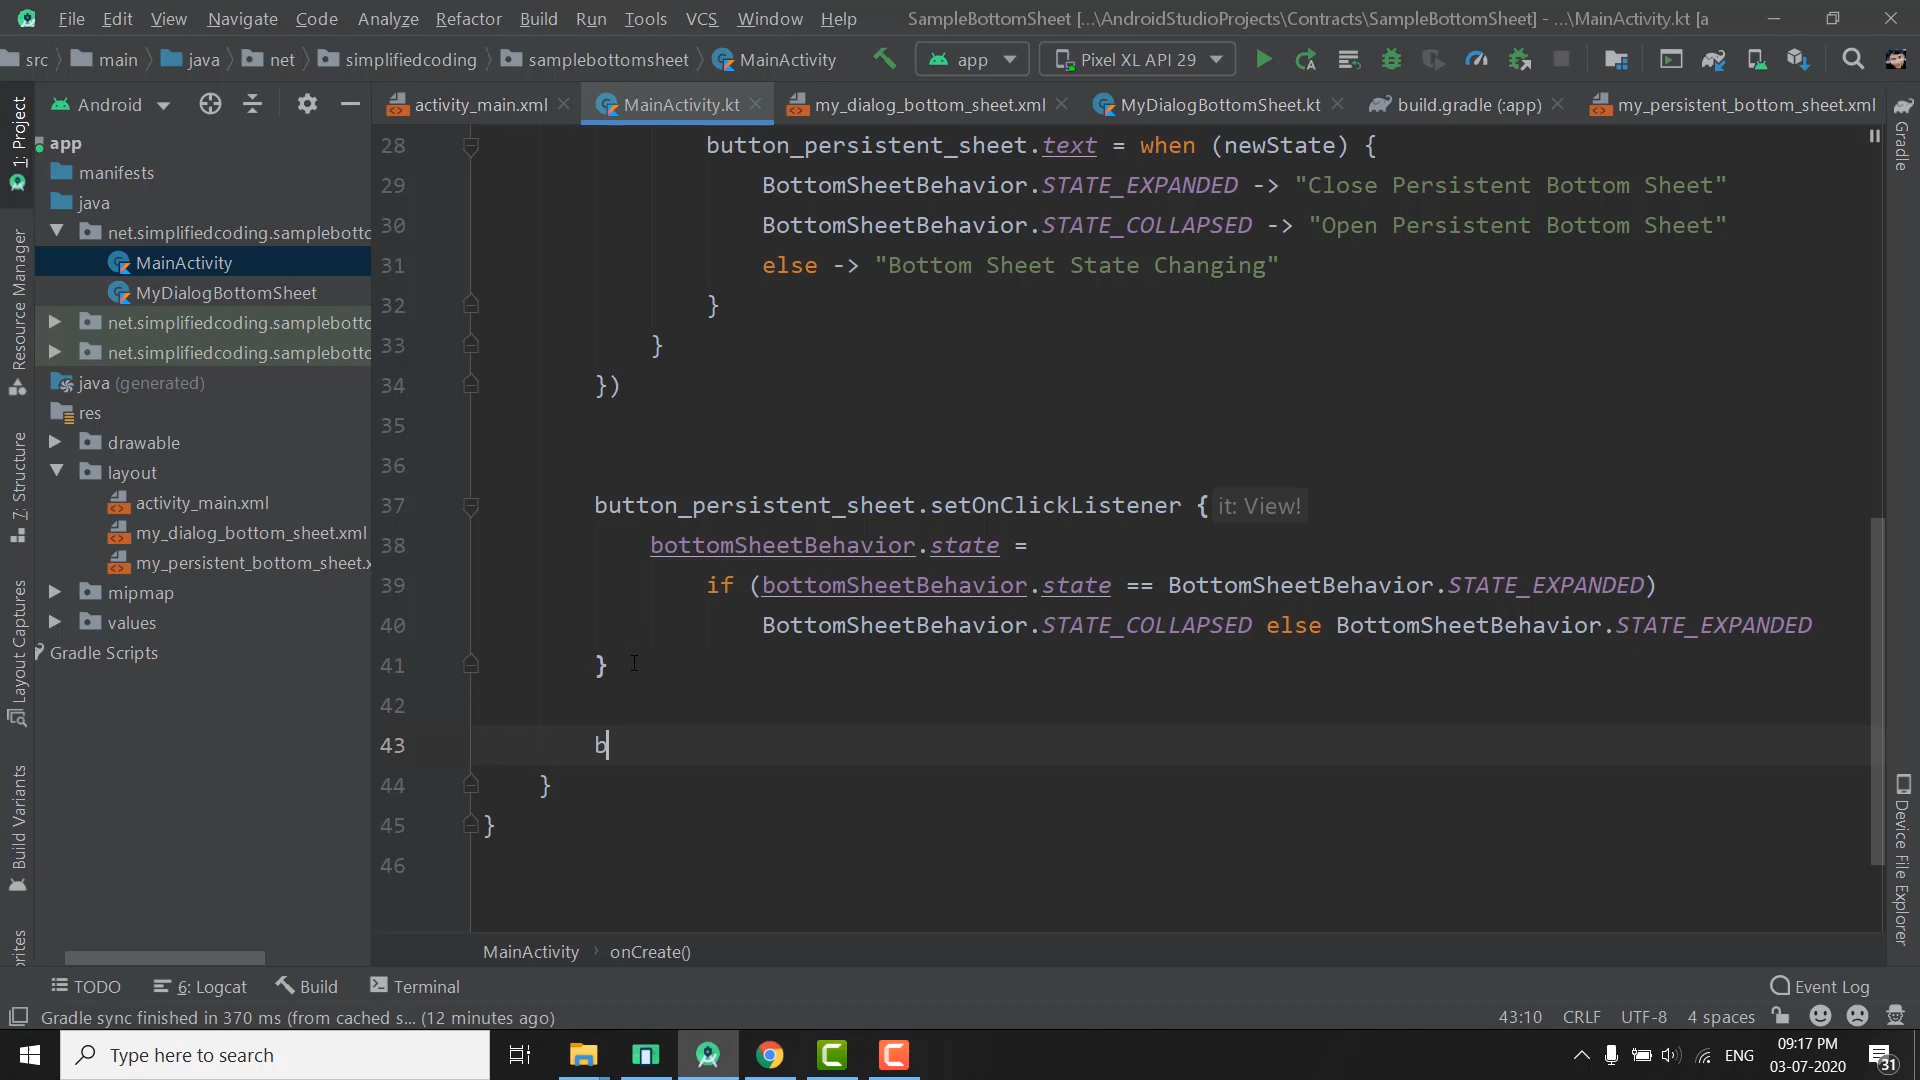 File Edit View Navigate Code Analyze Refactor Build Run Tools VCS Window Help SampleBottomSheet [...\AndroidStudioProjects\Contracts\SampleBottomSheet] - ...\MainActivity.kt [a
src main java net simplifiedcoding samplebottomsheet MainActivity app Pixel XL API 29
Android activity_main.xml MainActivity.kt my_dialog_bottom_sheet.xml MyDialogBottomSheet.kt build.gradle (:app) my_persistent_bottom_sheet.xml
1: Project
Resource Manager
Z: Structure
Layout Captures
Build Variants
app
manifests
java
net.simplifiedcoding.samplebotto
MainActivity
MyDialogBottomSheet
net.simplifiedcoding.samplebotto
net.simplifiedcoding.samplebotto
java (generated)
res
drawable
layout
activity_main.xml
my_dialog_bottom_sheet.xml
my_persistent_bottom_sheet.x
mipmap
values
Gradle Scripts
28 button_persistent_sheet.text = when (newState) {
29 BottomSheetBehavior.STATE_EXPANDED -> "Close Persistent Bottom Sheet"
30 BottomSheetBehavior.STATE_COLLAPSED -> "Open Persistent Bottom Sheet"
31 else -> "Bottom Sheet State Changing"
32 }
33 }
34 })
35
36
37 button_persistent_sheet.setOnClickListener { it: View!
38 bottomSheetBehavior.state =
39 if (bottomSheetBehavior.state == BottomSheetBehavior.STATE_EXPANDED)
40 BottomSheetBehavior.STATE_COLLAPSED else BottomSheetBehavior.STATE_EXPANDED
41 }
42
43 b
44 }
45 }
46
Gradle
Device File Explorer
MainActivity › onCreate()
TODO 6: Logcat Build Terminal Event Log
Gradle sync finished in 370 ms (from cached s... (12 minutes ago) 43:10 CRLF UTF-8 4 spaces
Type here to search ENG 09:17 PM
03-07-2020 31